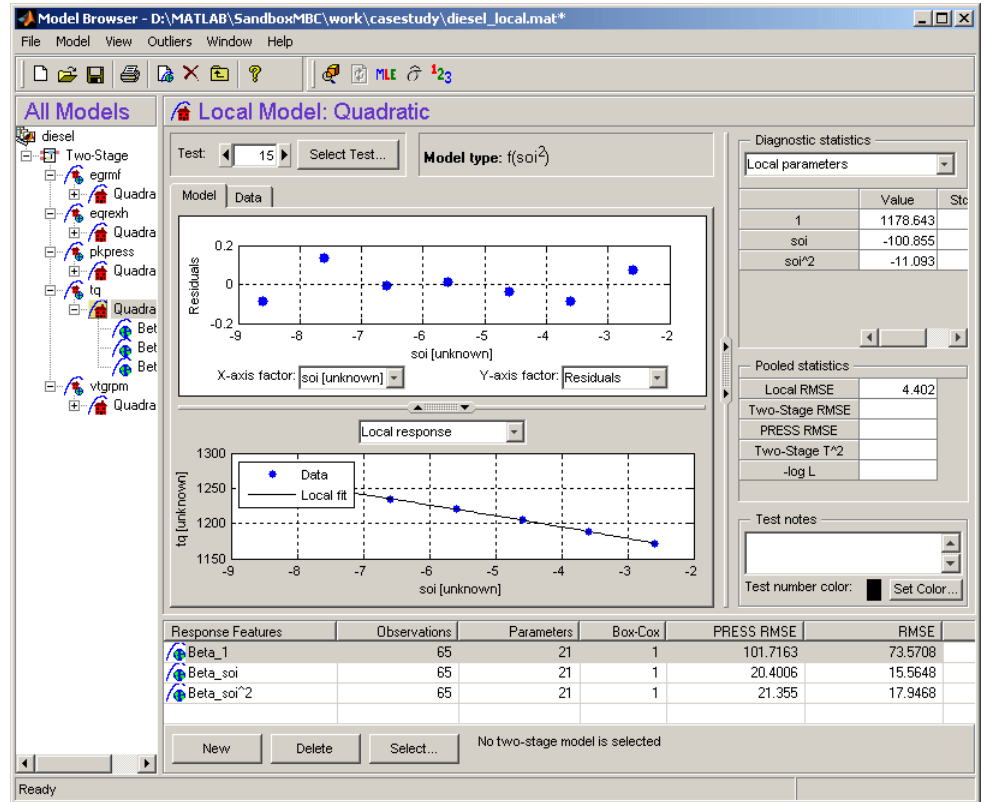 Model Browser - D:\MATLAB\SandboxMBC\work\casestudy\diesel_local.mat*
File Model View Outliers Window Help
MLE σ̂ 123
All Models
diesel
Two-Stage
egrmf
Quadra
eqrexh
Quadra
pkpress
Quadra
tq
Quadra
Bet
Bet
Bet
vtgrpm
Quadra
Local Model: Quadratic
Test: 15 Select Test...
Model type: f(soi^2)
Model Data
Residuals
0.2
0
-0.2
-9 -8 -7 -6 -5 -4 -3 -2
soi [unknown]
X-axis factor: soi [unknown] Y-axis factor: Residuals
Local response
tq [unknown]
1300
1250
1200
1150
Data
Local fit
-9 -8 -7 -6 -5 -4 -3 -2
soi [unknown]
Diagnostic statistics
Local parameters
Value Stc
1 1178.643
soi -100.855
soi^2 -11.093
Pooled statistics
Local RMSE 4.402
Two-Stage RMSE
PRESS RMSE
Two-Stage T^2
-log L
Test notes
Test number color: Set Color...
Response Features Observations Parameters Box-Cox PRESS RMSE RMSE
Beta_1 65 21 1 101.7163 73.5708
Beta_soi 65 21 1 20.4006 15.5648
Beta_soi^2 65 21 1 21.355 17.9468
New Delete Select... No two-stage model is selected
Ready